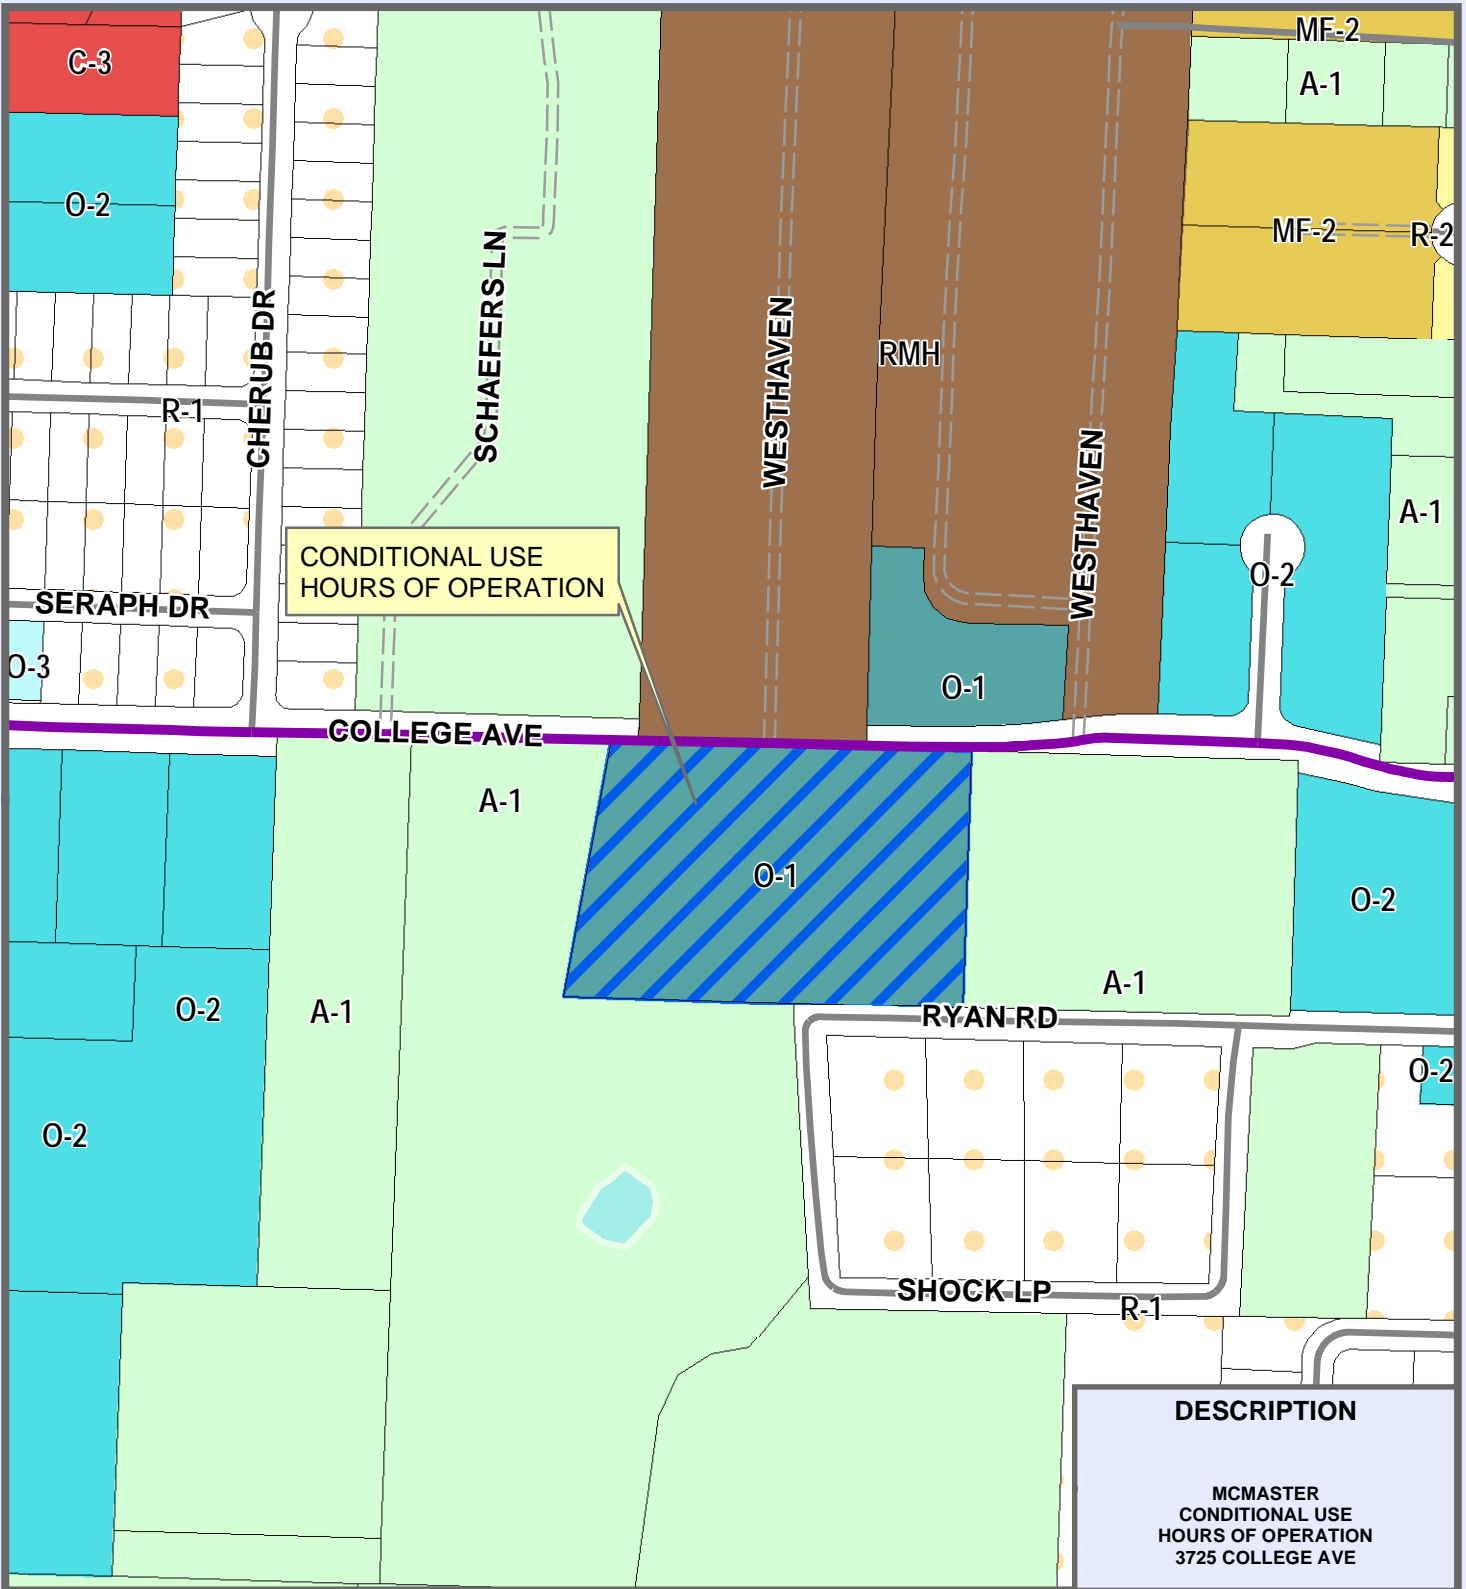 MF-2
C-3
A-1
O-2
MF-2
R-2
CHERUB DR
SCHAEFERS LN
WESTHAVEN
RMH
R-1
WESTHAVEN
A-1
CONDITIONAL USE
HOURS OF OPERATION
O-2
SERAPH DR
O-3
O-1
COLLEGE AVE
A-1
O-1
O-2
A-1
O-2
A-1
RYAN RD
O-2
O-2
SHOCK LP
R-1
DESCRIPTION
MCMASTER
CONDITIONAL USE
HOURS OF OPERATION
3725 COLLEGE AVE